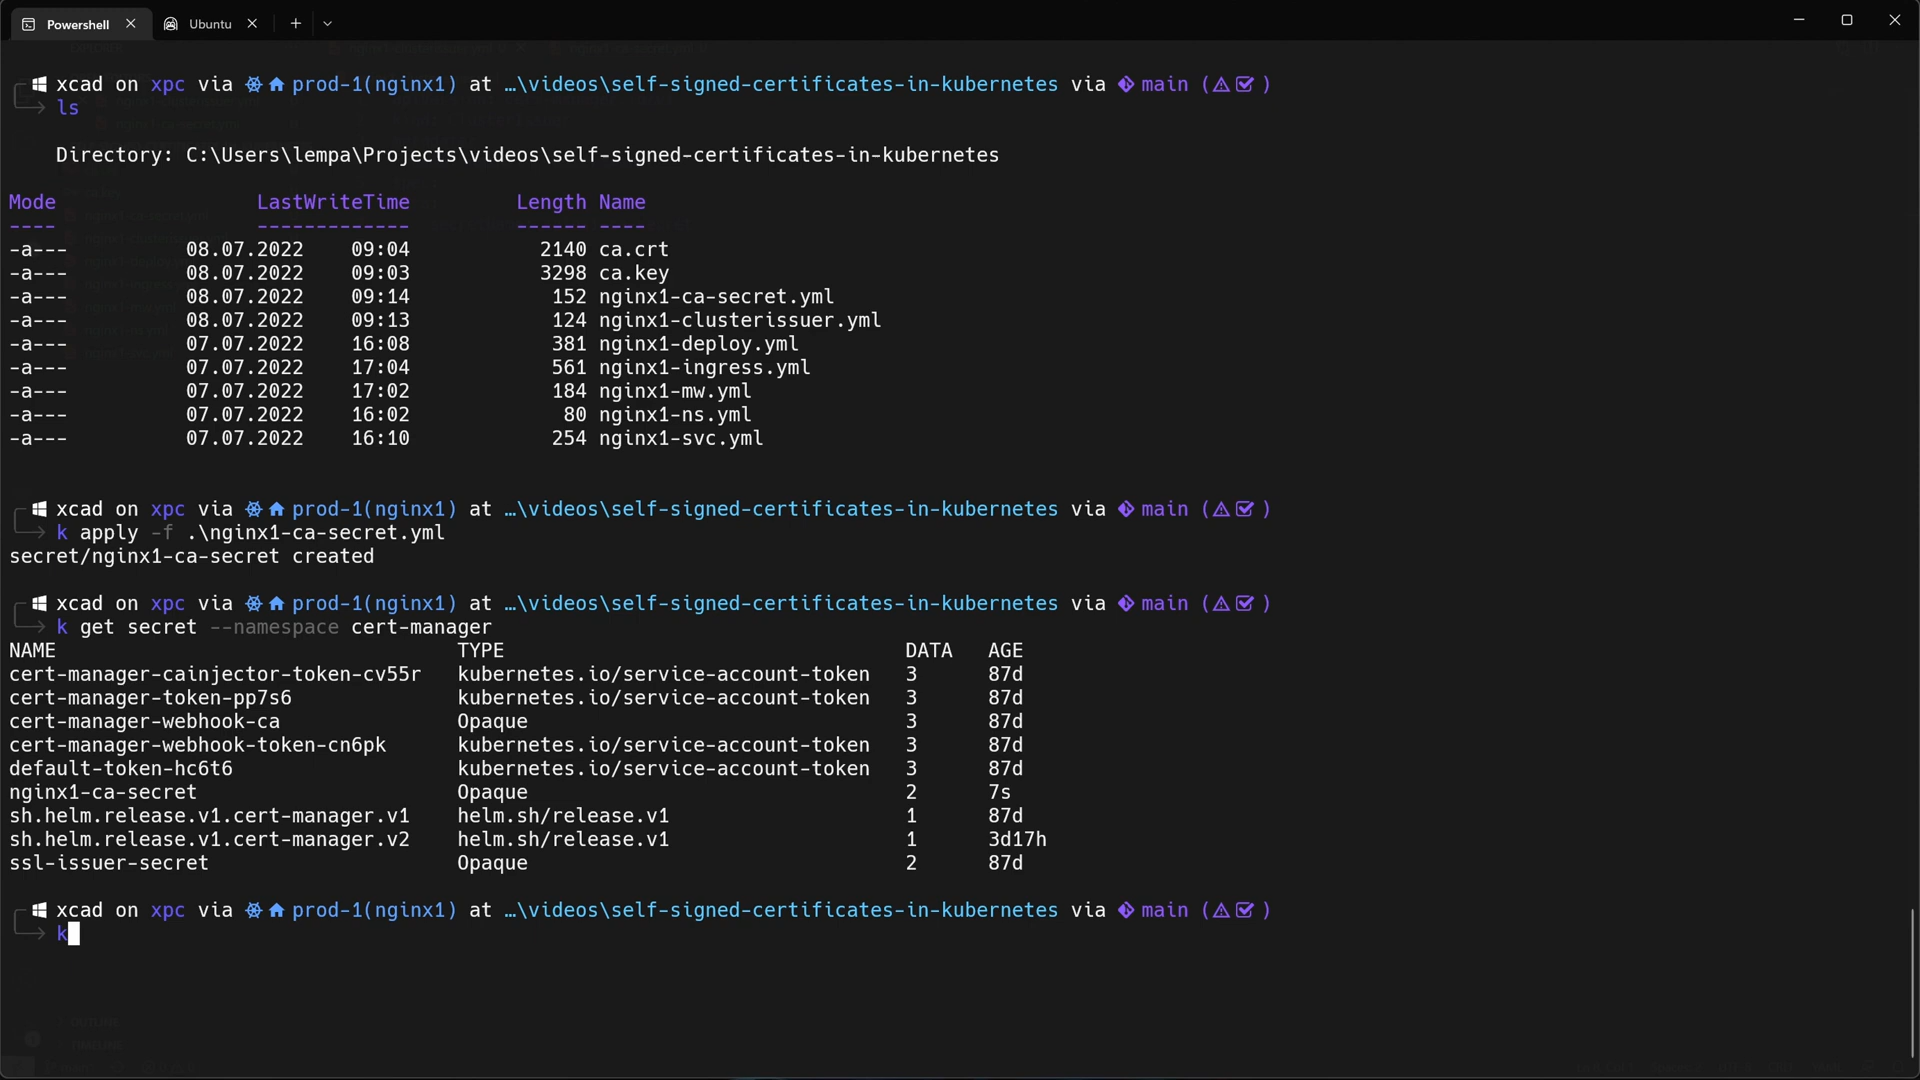 Powershell
Ubuntu
xcad on xpc via prod-1(nginx1) at …\videos\self-signed-certificates-in-kubernetes via main ( )
ls
Directory: C:\Users\lempa\Projects\videos\self-signed-certificates-in-kubernetes
Mode LastWriteTime Length Name
---- ------------- ------ ----
-a--- 08.07.2022 09:04 2140 ca.crt
-a--- 08.07.2022 09:03 3298 ca.key
-a--- 08.07.2022 09:14 152 nginx1-ca-secret.yml
-a--- 08.07.2022 09:13 124 nginx1-clusterissuer.yml
-a--- 07.07.2022 16:08 381 nginx1-deploy.yml
-a--- 07.07.2022 17:04 561 nginx1-ingress.yml
-a--- 07.07.2022 17:02 184 nginx1-mw.yml
-a--- 07.07.2022 16:02 80 nginx1-ns.yml
-a--- 07.07.2022 16:10 254 nginx1-svc.yml
xcad on xpc via prod-1(nginx1) at …\videos\self-signed-certificates-in-kubernetes via main ( )
k apply -f .\nginx1-ca-secret.yml
secret/nginx1-ca-secret created
xcad on xpc via prod-1(nginx1) at …\videos\self-signed-certificates-in-kubernetes via main ( )
k get secret --namespace cert-manager
NAME TYPE DATA AGE
cert-manager-cainjector-token-cv55r kubernetes.io/service-account-token 3 87d
cert-manager-token-pp7s6 kubernetes.io/service-account-token 3 87d
cert-manager-webhook-ca Opaque 3 87d
cert-manager-webhook-token-cn6pk kubernetes.io/service-account-token 3 87d
default-token-hc6t6 kubernetes.io/service-account-token 3 87d
nginx1-ca-secret Opaque 2 7s
sh.helm.release.v1.cert-manager.v1 helm.sh/release.v1 1 87d
sh.helm.release.v1.cert-manager.v2 helm.sh/release.v1 1 3d17h
ssl-issuer-secret Opaque 2 87d
xcad on xpc via prod-1(nginx1) at …\videos\self-signed-certificates-in-kubernetes via main ( )
k